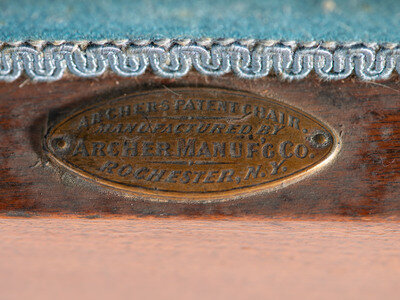 ARCHER'S PATENT CHAIR.
MANUFACTURED BY
ARCHER MANUF'G CO.
ROCHESTER, N.Y.